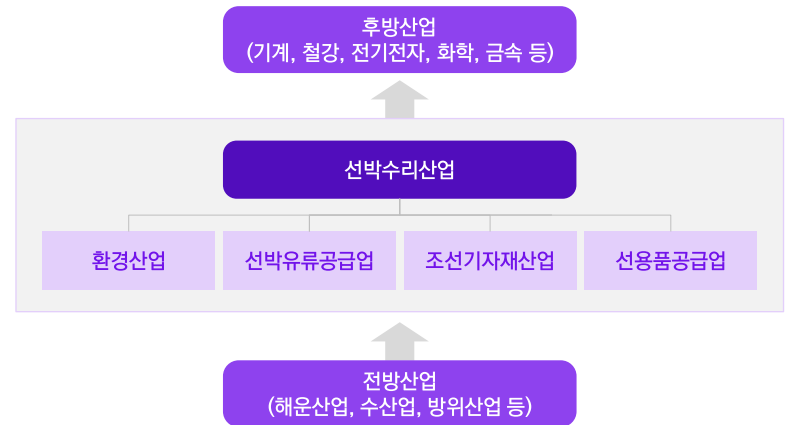 후방산업
(기계, 철강, 전기전자, 화학, 금속 등)
선박수리산업
환경산업
선박유류공급업
조선기자재산업
선용품공급업
전방산업
(해운산업, 수산업, 방위산업 등)